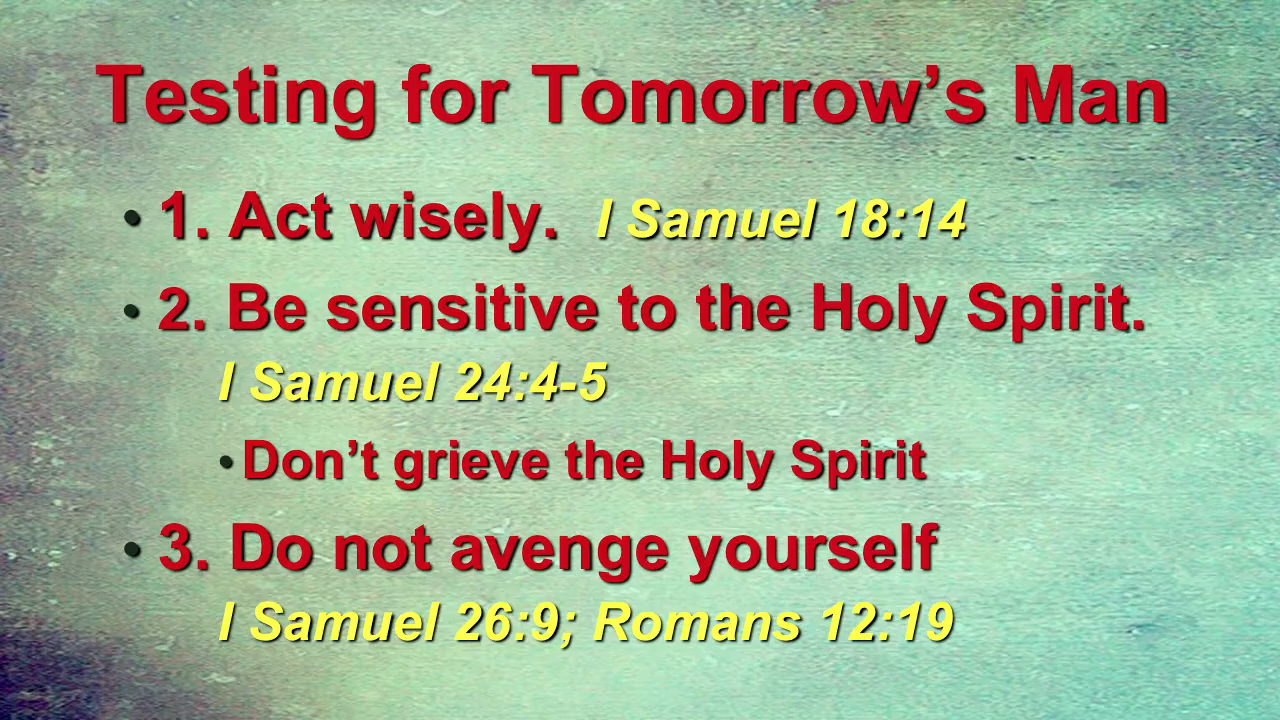 Testing for Tomorrow’s Man
• 1. Act wisely. I Samuel 18:14
• 2. Be sensitive to the Holy Spirit.
I Samuel 24:4-5
• Don’t grieve the Holy Spirit
• 3. Do not avenge yourself
I Samuel 26:9; Romans 12:19